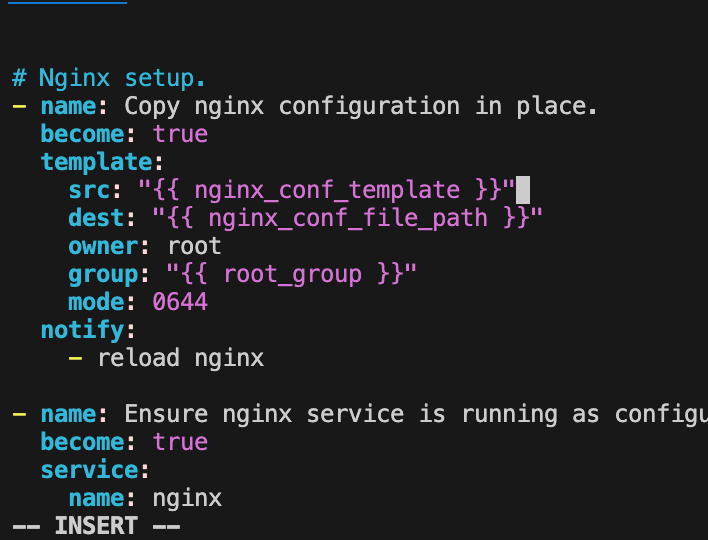 # Nginx setup.
- name: Copy nginx configuration in place.
  become: true
  template:
    src: "{{ nginx_conf_template }}"
    dest: "{{ nginx_conf_file_path }}"
    owner: root
    group: "{{ root_group }}"
    mode: 0644
  notify:
    - reload nginx

- name: Ensure nginx service is running as configu
  become: true
  service:
    name: nginx
-- INSERT --